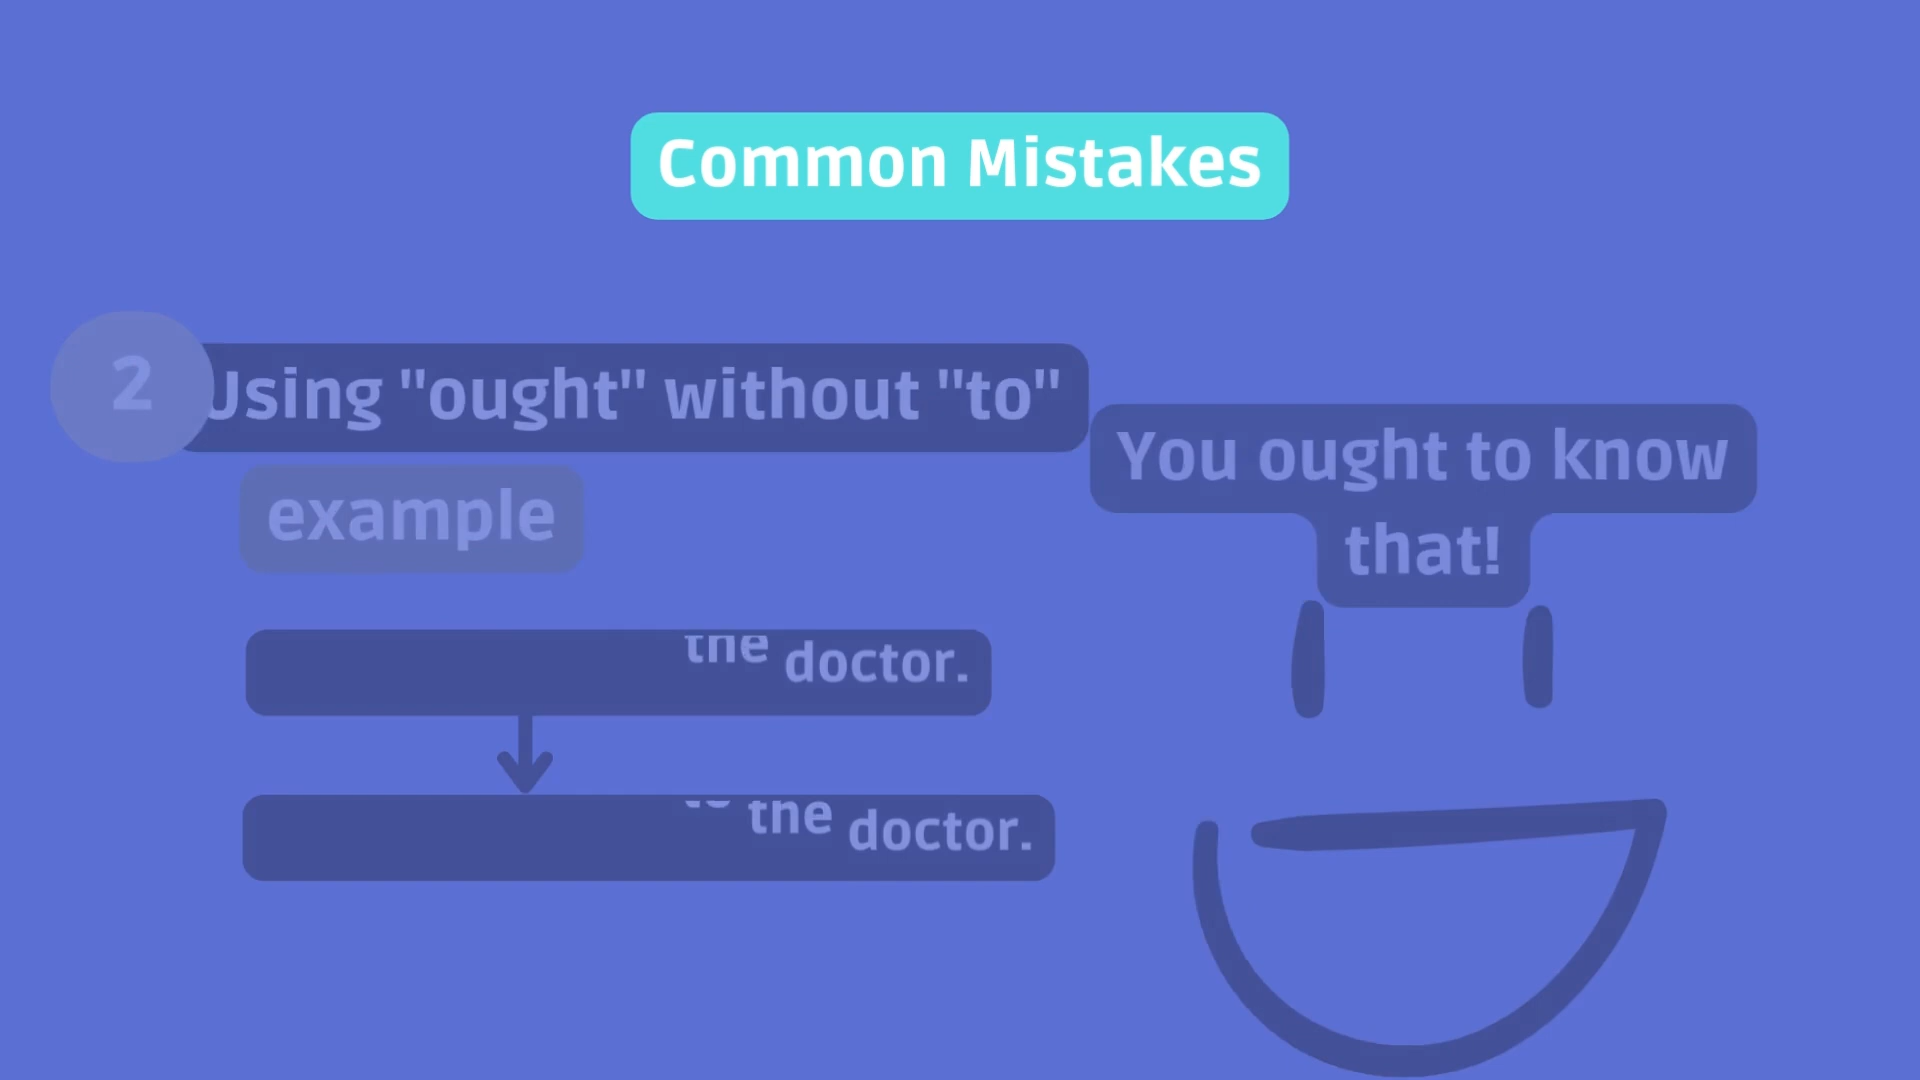 Common Mistakes
2
Using "ought" without "to"
example
the doctor.
the doctor.
You ought to know
that!